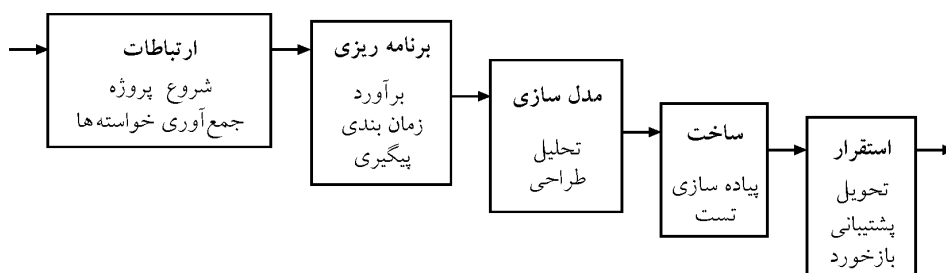 ارتباطات
شروع پروژه
جمع‌آوری خواسته‌ها
برنامه ریزی
برآورد
زمان بندی
پیگیری
مدل سازی
تحلیل
طراحی
ساخت
پیاده سازی
تست
استقرار
تحویل
پشتیبانی
بازخورد